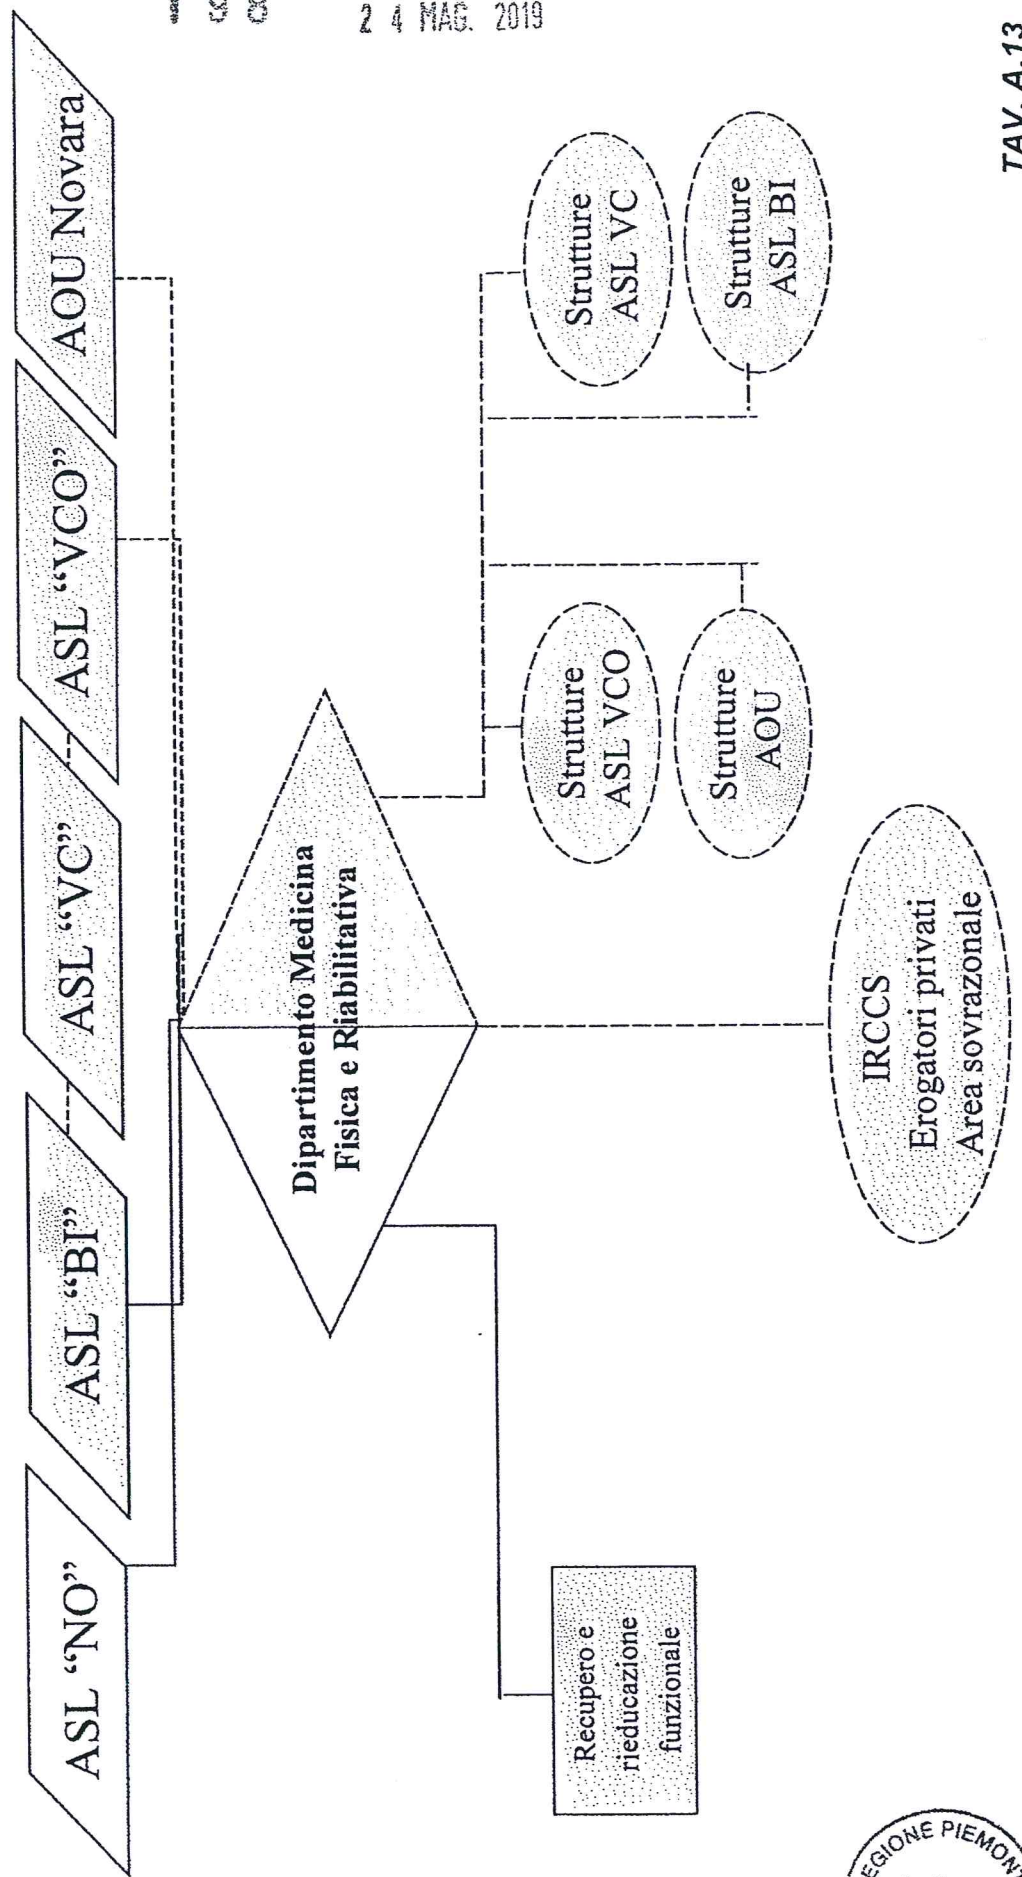 2 4 MAG. 2019
ASL “NO”
ASL “BI”
ASL “VC”
ASL “VCO”
AOU Novara
Dipartimento Medicina
Fisica e Riabilitativa
Recupero e
rieducazione
funzionale
Strutture
ASL VCO
Strutture
AOU
Strutture
ASL VC
Strutture
ASL BI
IRCCS
Erogatori privati
Area sovrazonale
TAV. A.13